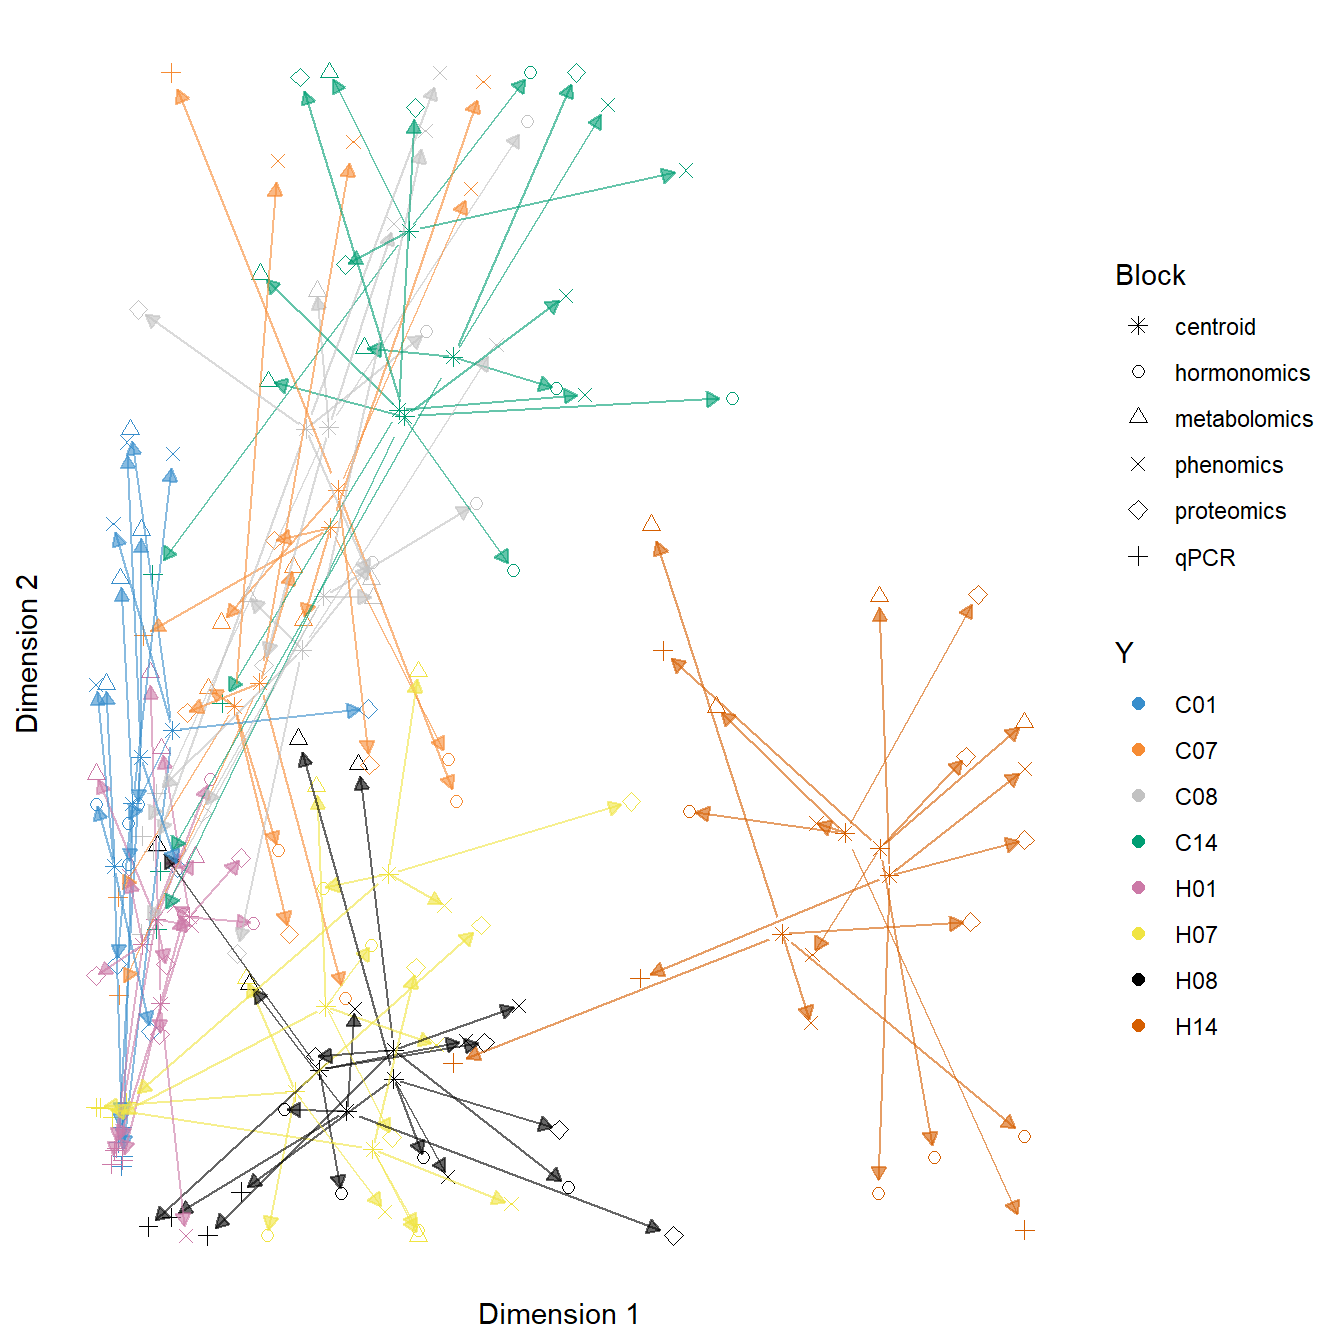 Block
centroid
hormonomics
metabolomics
phenomics
proteomics
qPCR
Y
C01
C07
C08
C14
H01
H07
H08
H14
Dimension 2
Dimension 1